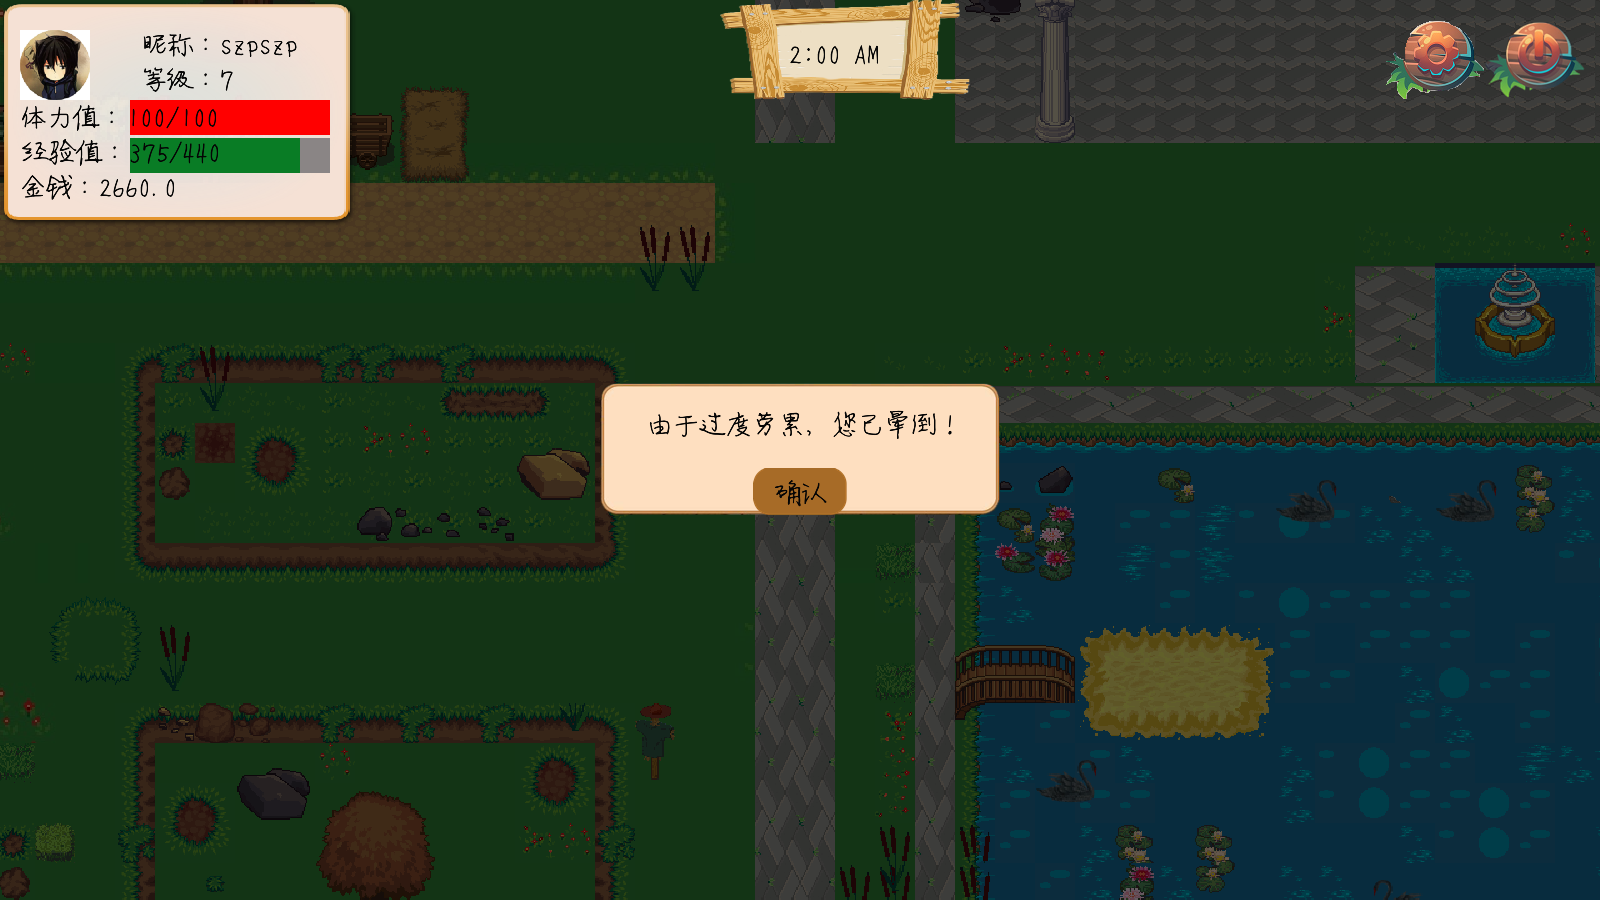 昵称：szpszp
等级：7
体力值：100/100
经验值：375/440
金钱：2660.0
2:00 AM
由于过度劳累，您已晕倒！
确认